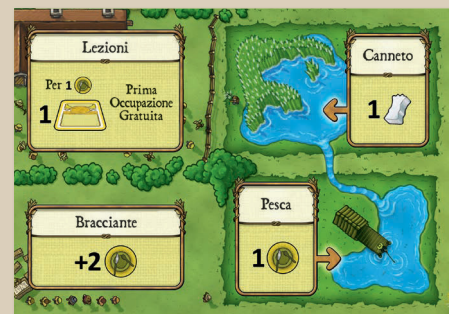 Lezioni
Per 1
1
Prima
Occupazione
Gratuita
Canneto
1
Bracciante
+2
Pesca
1